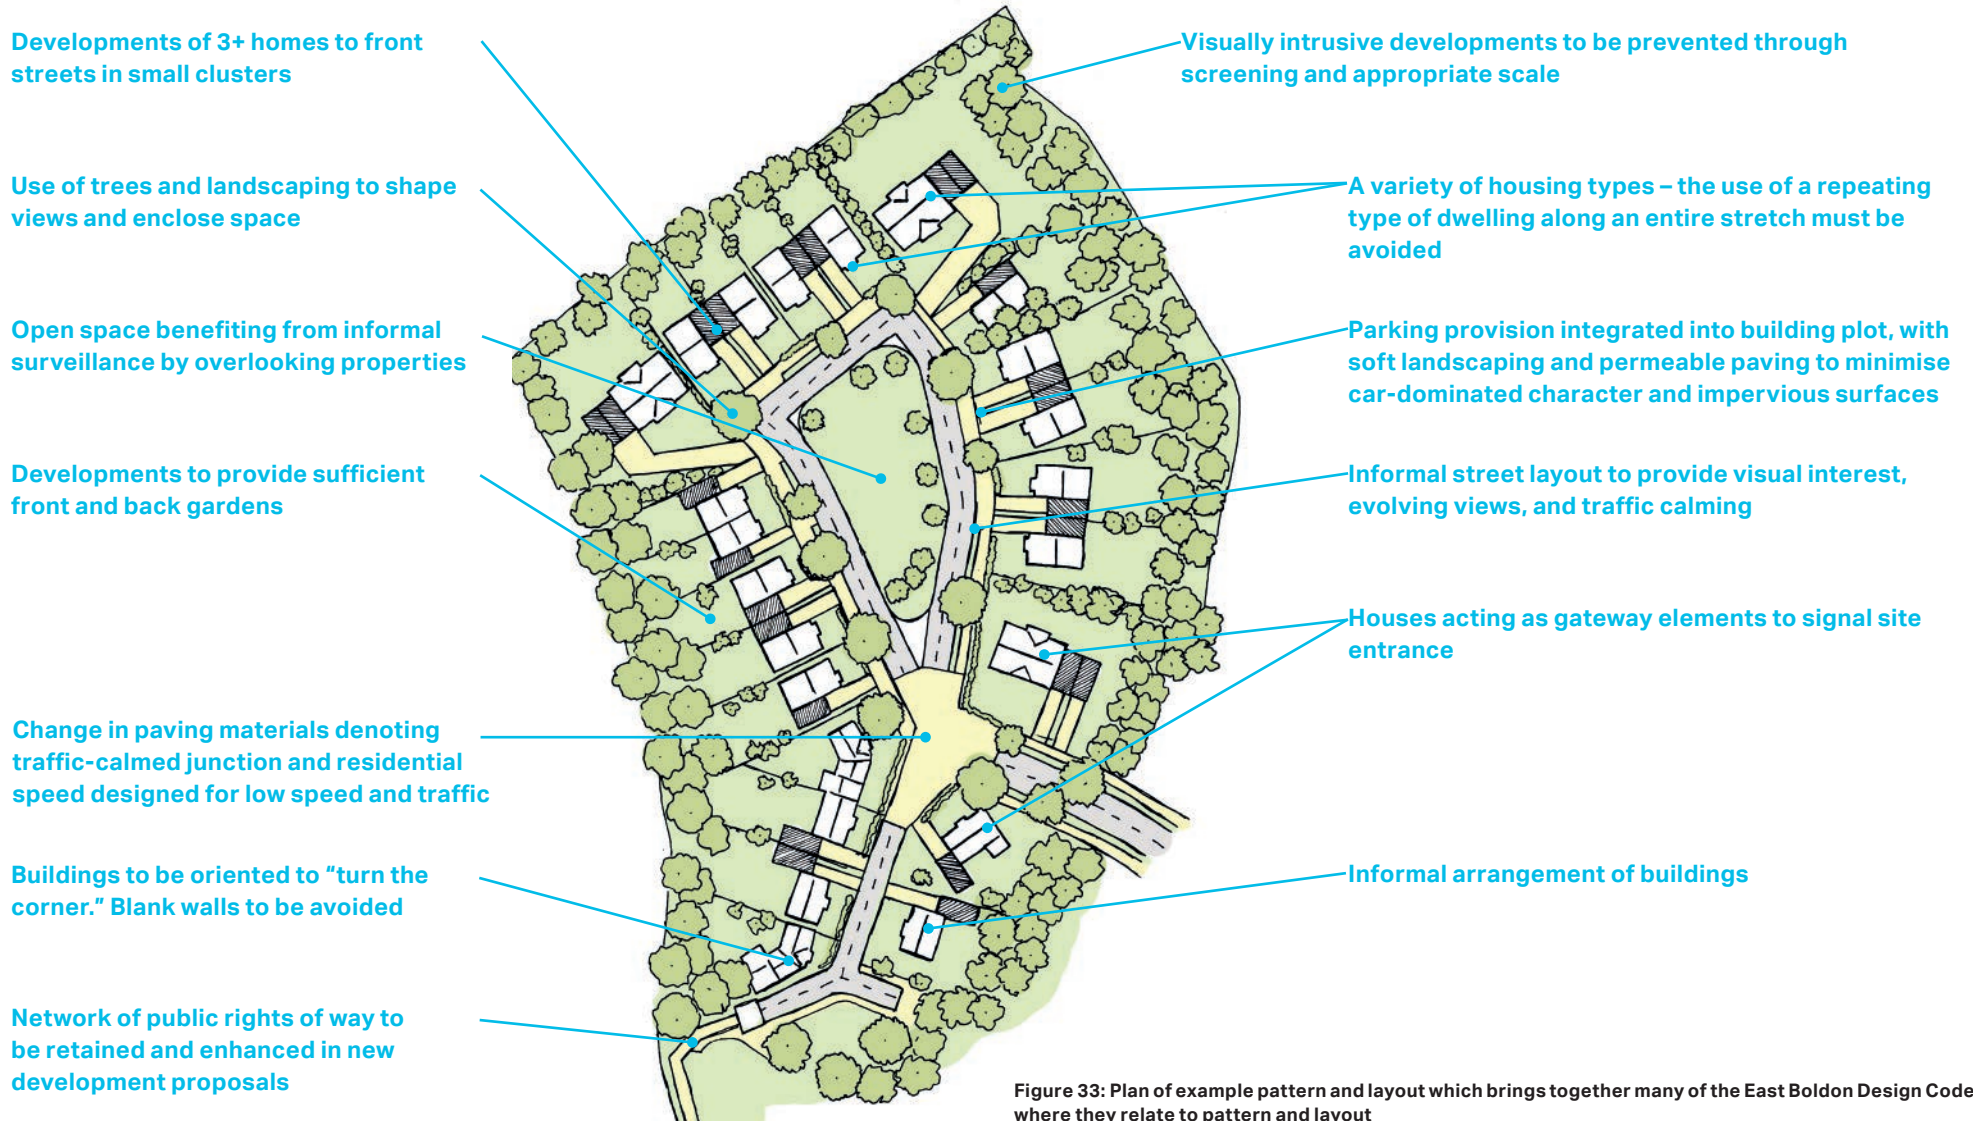 Developments of 3+ homes to front
streets in small clusters
Use of trees and landscaping to shape
views and enclose space
Open space benefiting from informal
surveillance by overlooking properties
Developments to provide sufficient
front and back gardens
Change in paving materials denoting
traffic-calmed junction and residential
speed designed for low speed and traffic
Buildings to be oriented to “turn the
corner.” Blank walls to be avoided
Network of public rights of way to
be retained and enhanced in new
development proposals
Visually intrusive developments to be prevented through
screening and appropriate scale
A variety of housing types – the use of a repeating
type of dwelling along an entire stretch must be
avoided
Parking provision integrated into building plot, with
soft landscaping and permeable paving to minimise
car-dominated character and impervious surfaces
Informal street layout to provide visual interest,
evolving views, and traffic calming
Houses acting as gateway elements to signal site
entrance
Informal arrangement of buildings
Figure 33: Plan of example pattern and layout which brings together many of the East Boldon Design Code
where they relate to pattern and layout